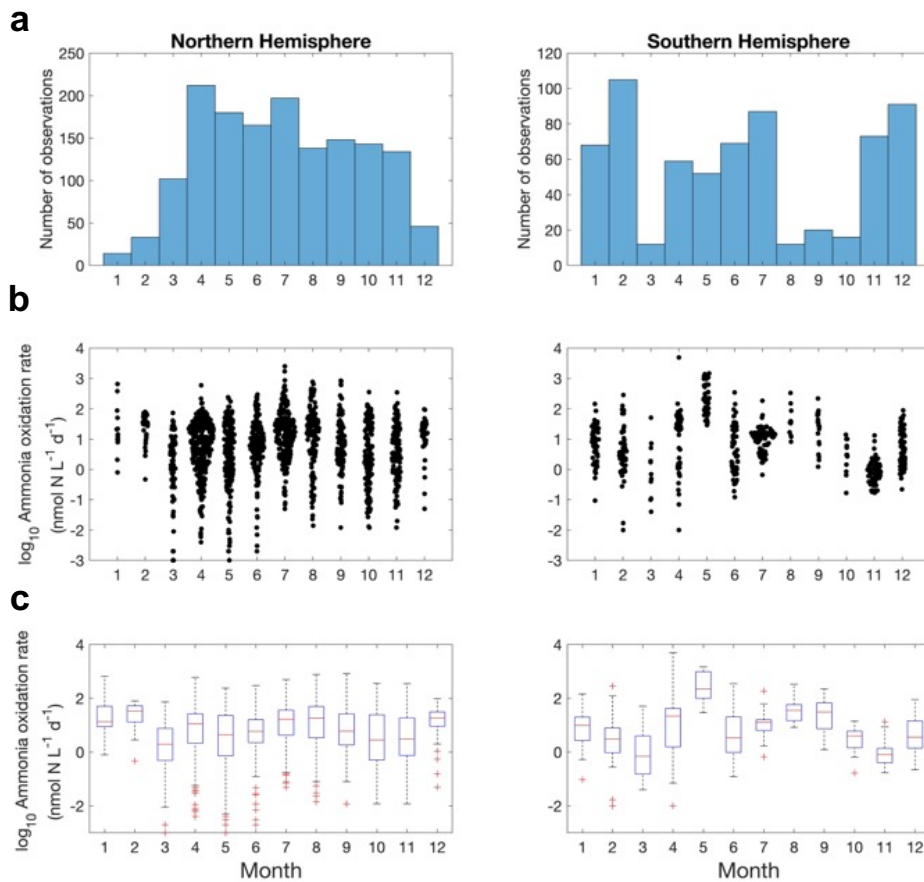 a
Northern Hemisphere
Southern Hemisphere
Number of observations
250
200
150
100
50
0
1 2 3 4 5 6 7 8 9 10 11 12
Number of observations
120
100
80
60
40
20
0
1 2 3 4 5 6 7 8 9 10 11 12
b
log10 Ammonia oxidation rate
(nmol N L−1 d−1)
4
3
2
1
0
-1
-2
-3
1 2 3 4 5 6 7 8 9 10 11 12
4
3
2
1
0
-1
-2
-3
1 2 3 4 5 6 7 8 9 10 11 12
c
log10 Ammonia oxidation rate
(nmol N L−1 d−1)
4
2
0
-2
1 2 3 4 5 6 7 8 9 10 11 12
Month
4
2
0
-2
1 2 3 4 5 6 7 8 9 10 11 12
Month